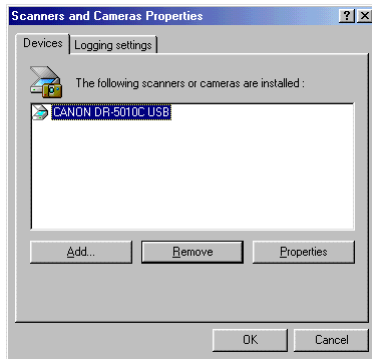 Scanners and Cameras Properties
Devices Logging settings
The following scanners or cameras are installed :
CANON DR-5010C USB
Add... Remove Properties
OK Cancel